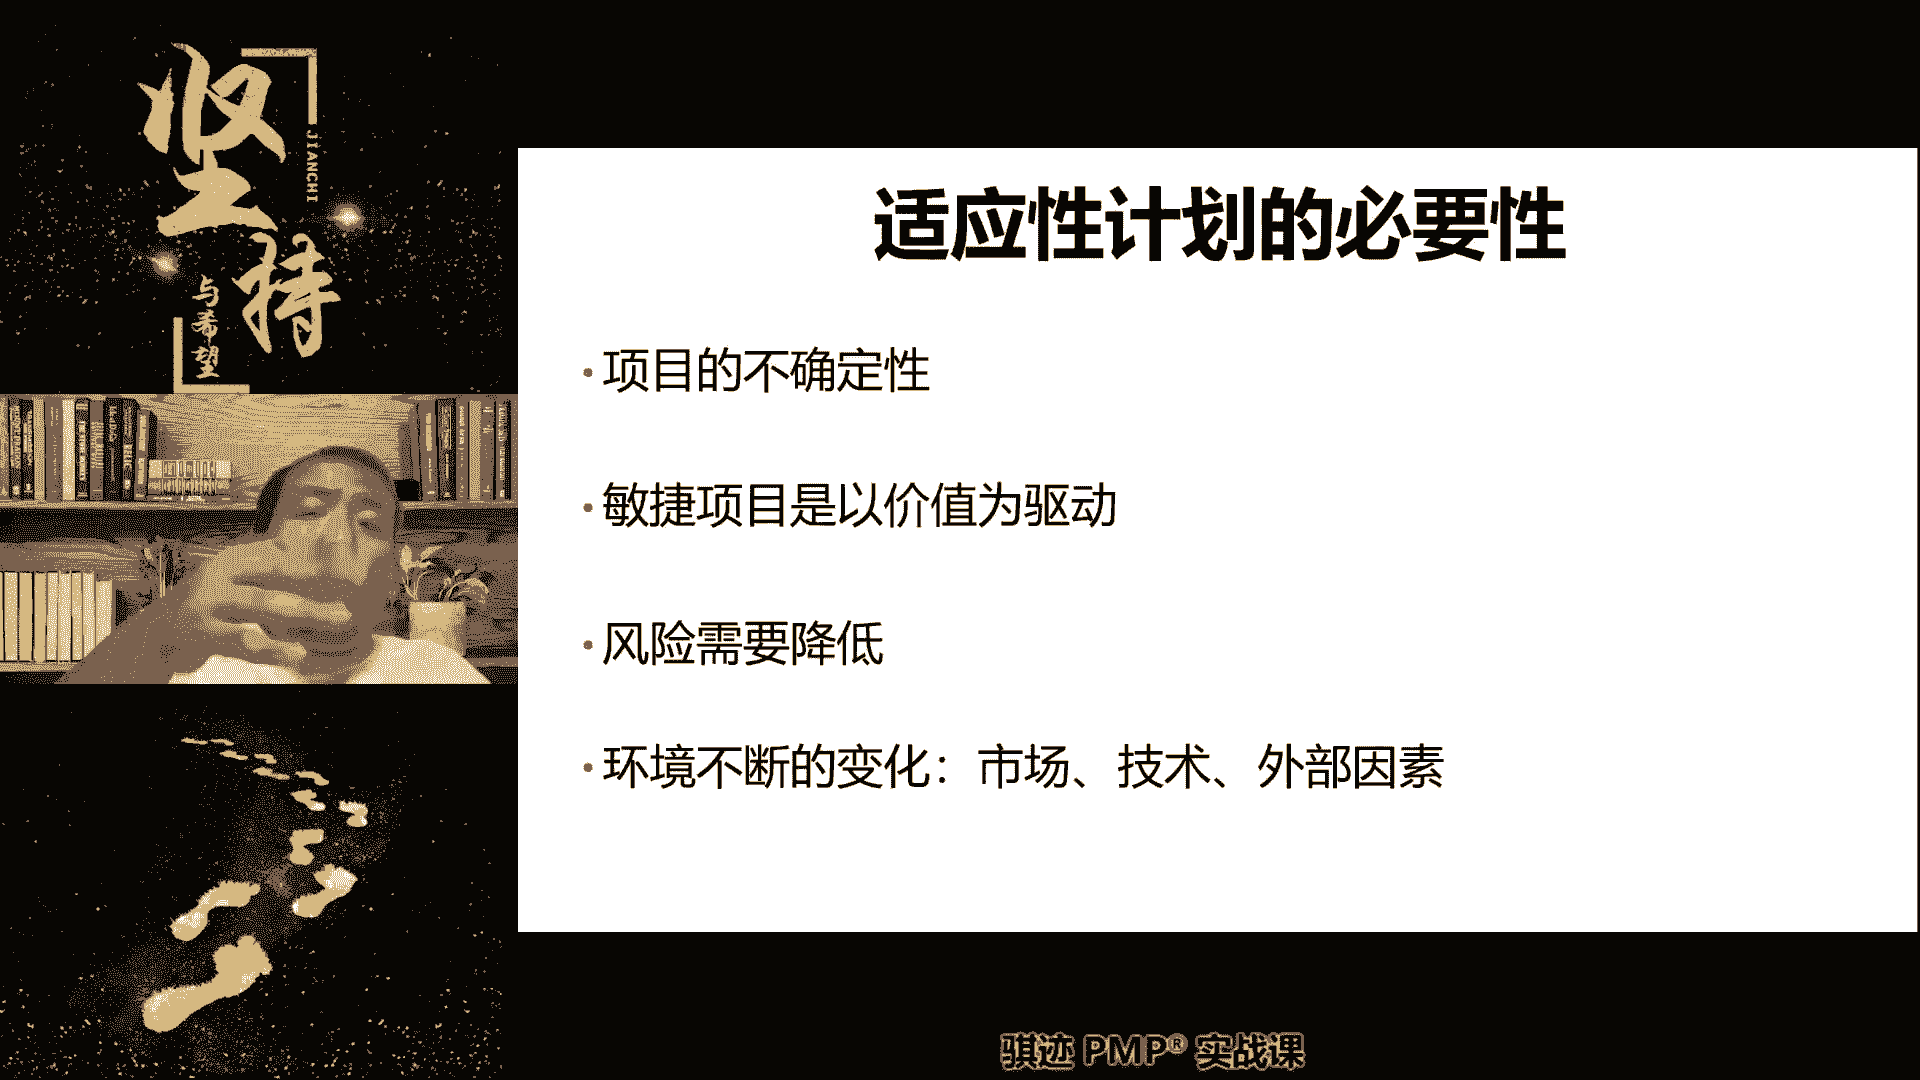 坚持
JIANCHI
与希望
适应性计划的必要性
•项目的不确定性
•敏捷项目是以价值为驱动
•风险需要降低
•环境不断的变化：市场、技术、外部因素
骐迹 PMP® 实战课